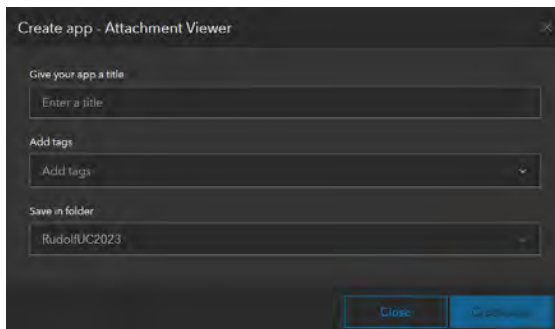 Create app - Attachment Viewer
Give your app a title
Enter a title
Add tags
Add tags
Save in folder
RudolfUC2023
Close